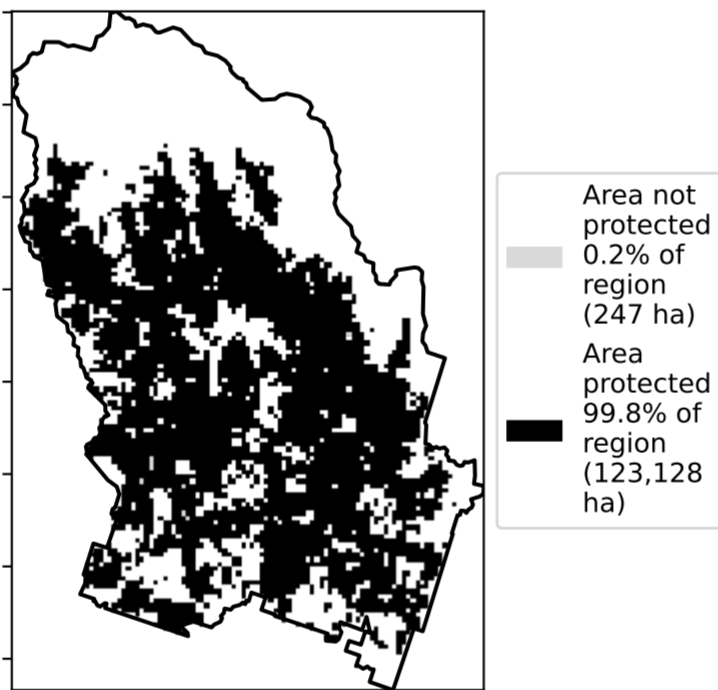 Area not
protected
0.2% of
region
(247 ha)
Area
protected
99.8% of
region
(123,128
ha)